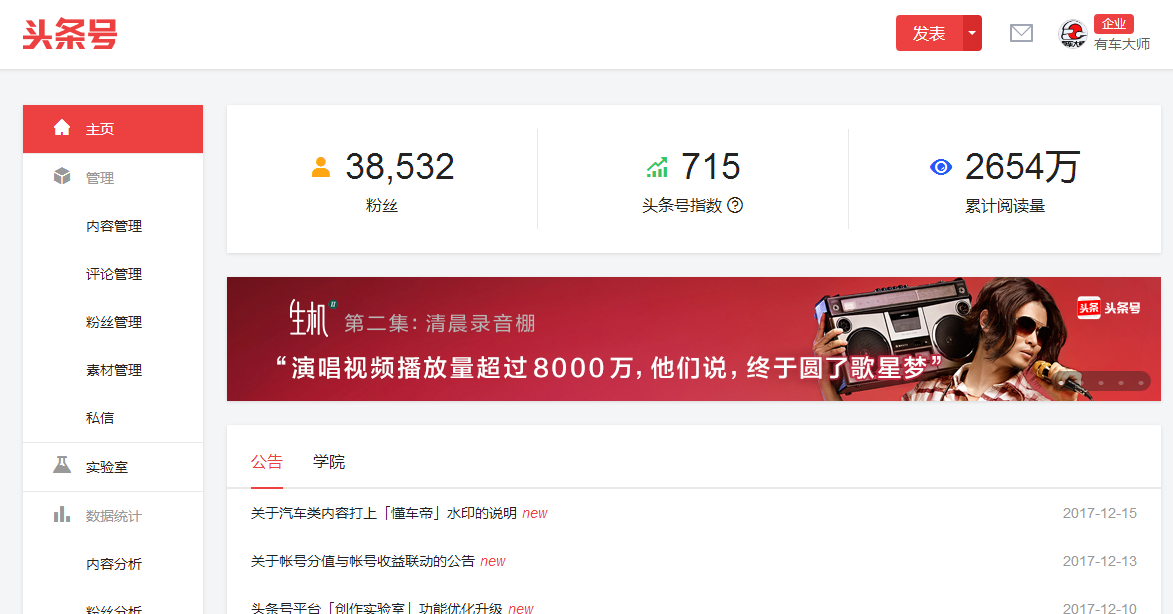 头条号
发表
企业
有车大师
主页
管理
内容管理
评论管理
粉丝管理
素材管理
私信
实验室
数据统计
内容分析
粉丝分析
38,532
粉丝
715
头条号指数 ?
2654万
累计阅读量
生机 II 第二集: 清晨录音棚
“演唱视频播放量超过8000万, 他们说, 终于圆了歌星梦”
头条 头条号
公告 学院
关于汽车类内容打上「懂车帝」水印的说明 new 2017-12-15
关于帐号分值与帐号收益联动的公告 new 2017-12-13
头条号平台「创作实验室」功能优化升级 new 2017-12-10